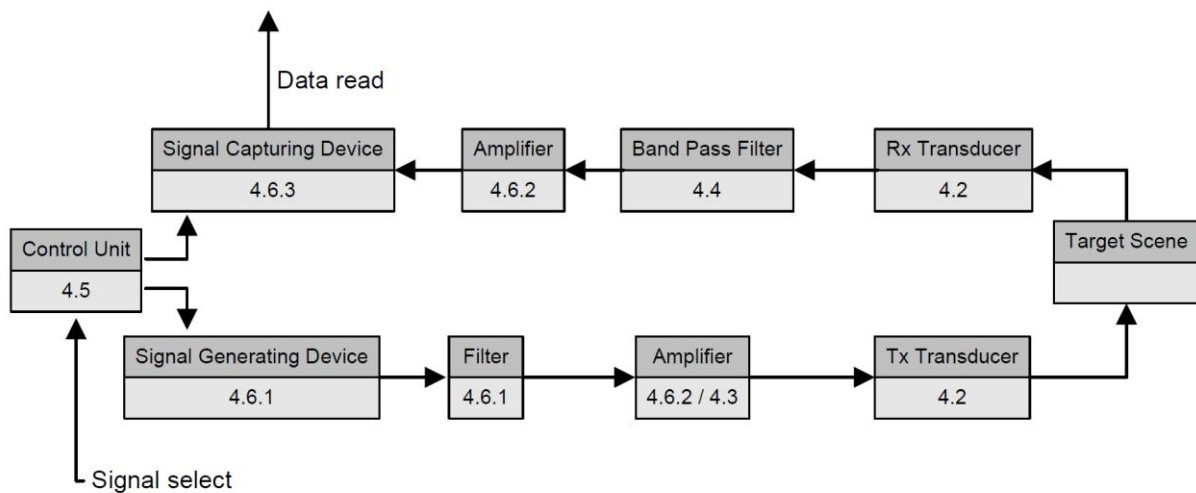 Data read
Signal Capturing Device
4.6.3
Amplifier
4.6.2
Band Pass Filter
4.4
Rx Transducer
4.2
Control Unit
4.5
Target Scene
Signal Generating Device
4.6.1
Filter
4.6.1
Amplifier
4.6.2 / 4.3
Tx Transducer
4.2
Signal select